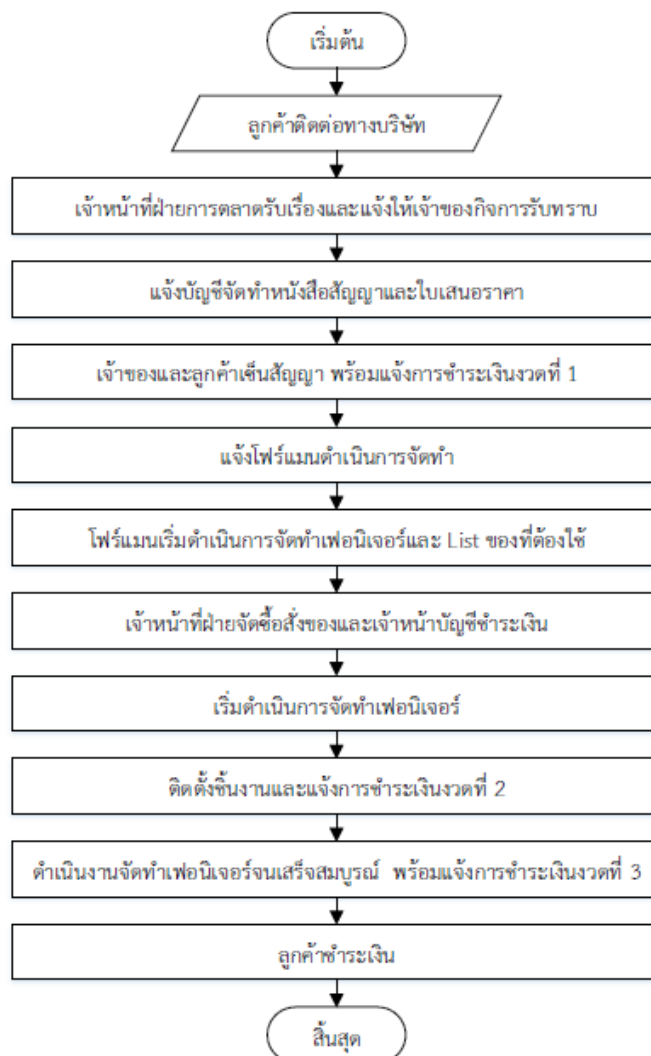 เริ่มต้น
ลูกค้าติดต่อทางบริษัท
เจ้าหน้าที่ฝ่ายการตลาดรับเรื่องและแจ้งให้เจ้าของกิจการรับทราบ
แจ้งบัญชีจัดทำหนังสือสัญญาและใบเสนอราคา
เจ้าของและลูกค้าเซ็นสัญญา พร้อมแจ้งการชำระเงินงวดที่ 1
แจ้งโฟร์แมนดำเนินการจัดทำ
โฟร์แมนเริ่มดำเนินการจัดทำเฟอนิเจอร์และ List ของที่ต้องใช้
เจ้าหน้าที่ฝ่ายจัดซื้อสั่งของและเจ้าหน้าบัญชีชำระเงิน
เริ่มดำเนินการจัดทำเฟอนิเจอร์
ติดตั้งชิ้นงานและแจ้งการชำระเงินงวดที่ 2
ดำเนินงานจัดทำเฟอนิเจอร์จนเสร็จสมบูรณ์ พร้อมแจ้งการชำระเงินงวดที่ 3
ลูกค้าชำระเงิน
สิ้นสุด